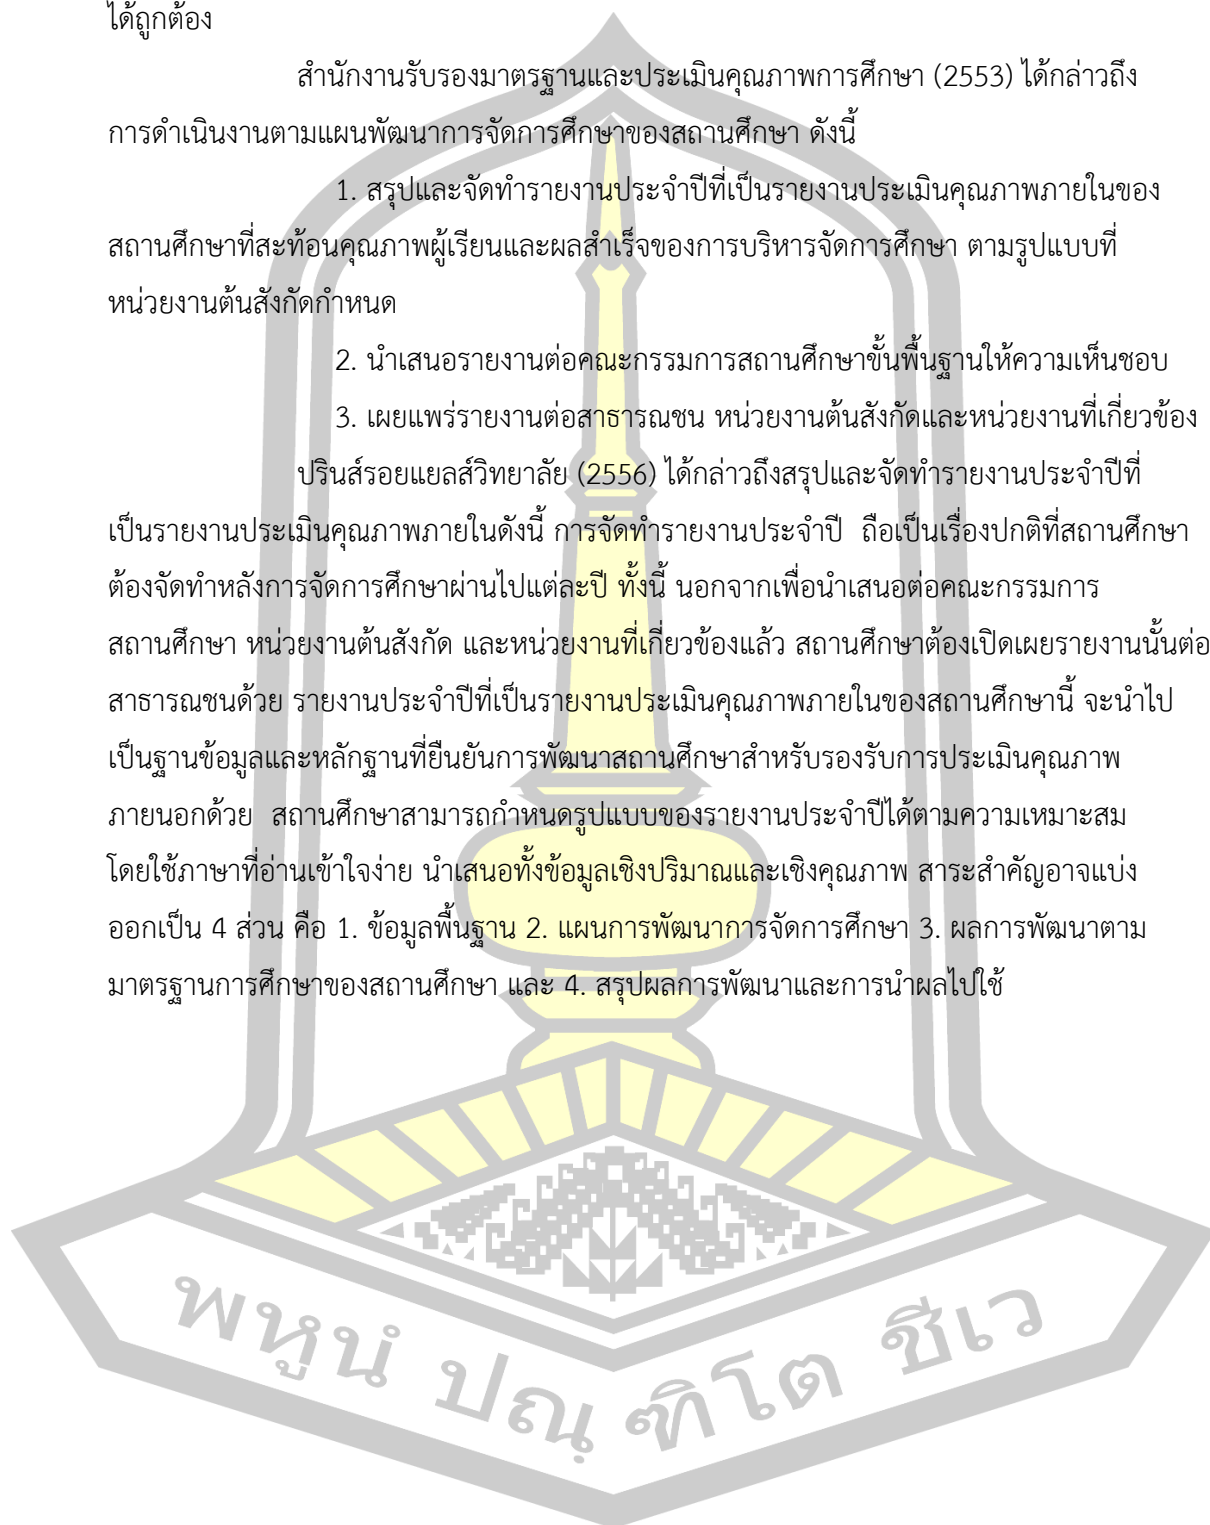 ได้ถูกต้อง
สำนักงานรับรองมาตรฐานและประเมินคุณภาพการศึกษา (2553) ได้กล่าวถึง
การดำเนินงานตามแผนพัฒนาการจัดการศึกษาของสถานศึกษา ดังนี้
1. สรุปและจัดทำรายงานประจำปีที่เป็นรายงานประเมินคุณภาพภายในของ
สถานศึกษาที่สะท้อนคุณภาพผู้เรียนและผลสำเร็จของการบริหารจัดการศึกษา ตามรูปแบบที่
หน่วยงานต้นสังกัดกำหนด
2. นำเสนอรายงานต่อคณะกรรมการสถานศึกษาขั้นพื้นฐานให้ความเห็นชอบ
3. เผยแพร่รายงานต่อสาธารณชน หน่วยงานต้นสังกัดและหน่วยงานที่เกี่ยวข้อง
ปรินส์รอยแยลส์วิทยาลัย (2556) ได้กล่าวถึงสรุปและจัดทำรายงานประจำปีที่
เป็นรายงานประเมินคุณภาพภายในดังนี้ การจัดทำรายงานประจำปี ถือเป็นเรื่องปกติที่สถานศึกษา
ต้องจัดทำหลังการจัดการศึกษาผ่านไปแต่ละปี ทั้งนี้ นอกจากเพื่อนำเสนอต่อคณะกรรมการ
สถานศึกษา หน่วยงานต้นสังกัด และหน่วยงานที่เกี่ยวข้องแล้ว สถานศึกษาต้องเปิดเผยรายงานนั้นต่อ
สาธารณชนด้วย รายงานประจำปีที่เป็นรายงานประเมินคุณภาพภายในของสถานศึกษานี้ จะนำไป
เป็นฐานข้อมูลและหลักฐานที่ยืนยันการพัฒนาสถานศึกษาสำหรับรองรับการประเมินคุณภาพ
ภายนอกด้วย สถานศึกษาสามารถกำหนดรูปแบบของรายงานประจำปีได้ตามความเหมาะสม
โดยใช้ภาษาที่อ่านเข้าใจง่าย นำเสนอทั้งข้อมูลเชิงปริมาณและเชิงคุณภาพ สาระสำคัญอาจแบ่ง
ออกเป็น 4 ส่วน คือ 1. ข้อมูลพื้นฐาน 2. แผนการพัฒนาการจัดการศึกษา 3. ผลการพัฒนาตาม
มาตรฐานการศึกษาของสถานศึกษา และ 4. สรุปผลการพัฒนาและการนำผลไปใช้
พหูนํ ปณฺฑิโต ชีเว